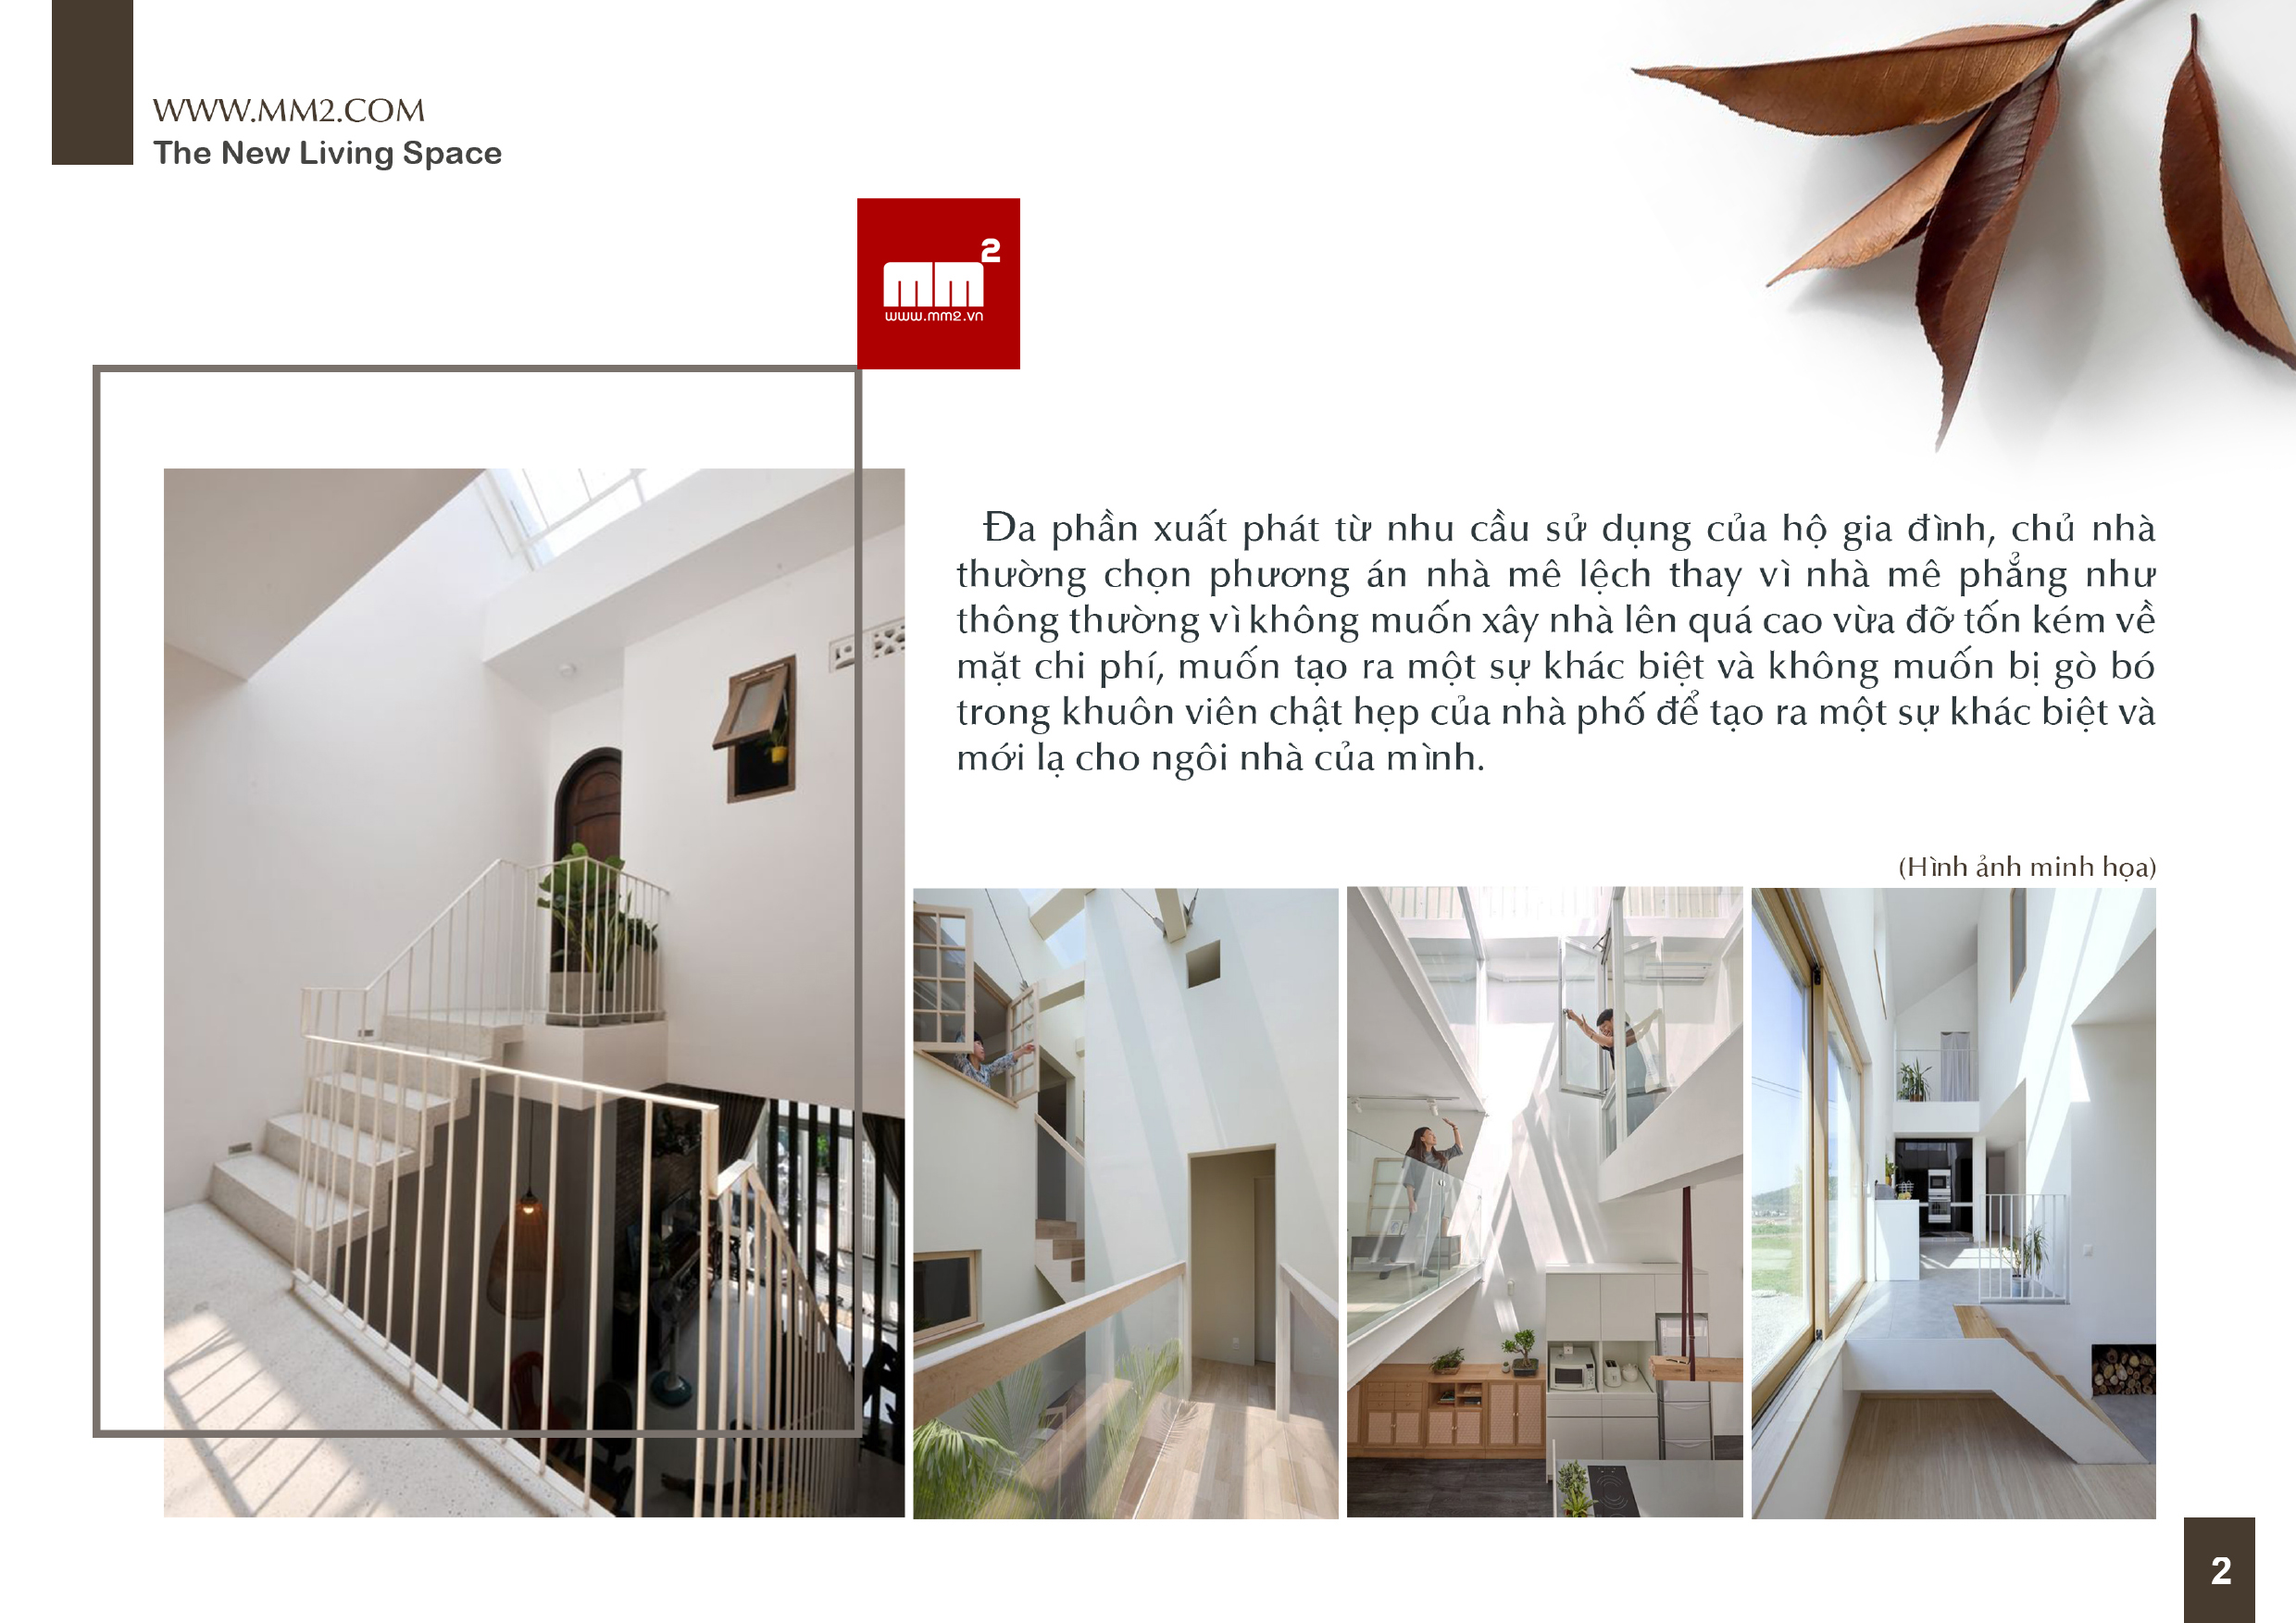 WWW.MM2.COM
The New Living Space
mm2
www.mm2.vn
Đa phần xuất phát từ nhu cầu sử dụng của hộ gia đình, chủ nhà
thường chọn phương án nhà mê lệch thay vì nhà mê phẳng như
thông thường vì không muốn xây nhà lên quá cao vừa đỡ tốn kém về
mặt chi phí, muốn tạo ra một sự khác biệt và không muốn bị gò bó
trong khuôn viên chật hẹp của nhà phố để tạo ra một sự khác biệt và
mới lạ cho ngôi nhà của mình.
(Hình ảnh minh họa)
2